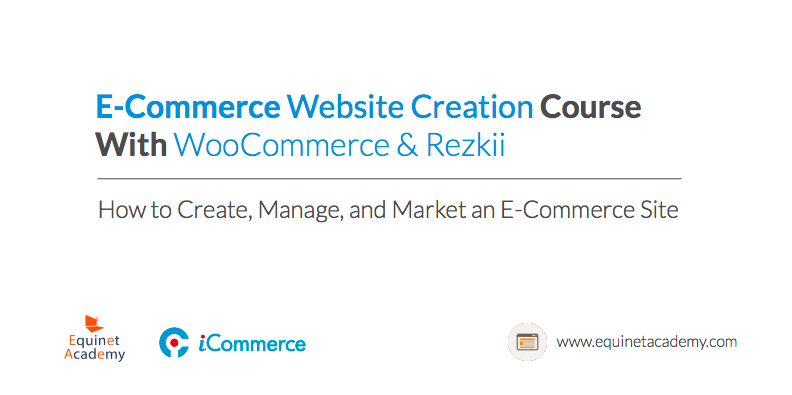 E-Commerce Website Creation Course
With WooCommerce & Rezkii
How to Create, Manage, and Market an E-Commerce Site
Equinet
Academy
iCommerce
www.equinetacademy.com